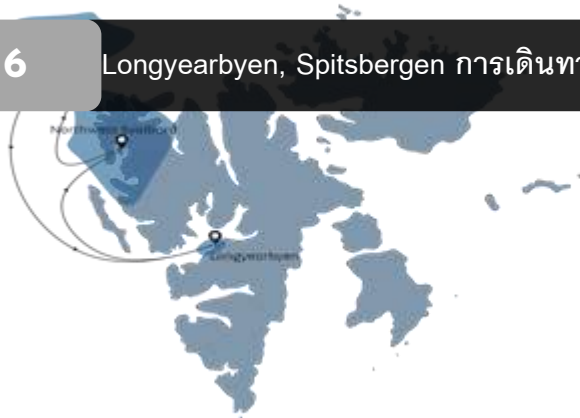 6
Longyearbyen, Spitsbergen การเดินทา
Northwest Svalbard
Longyearbyen